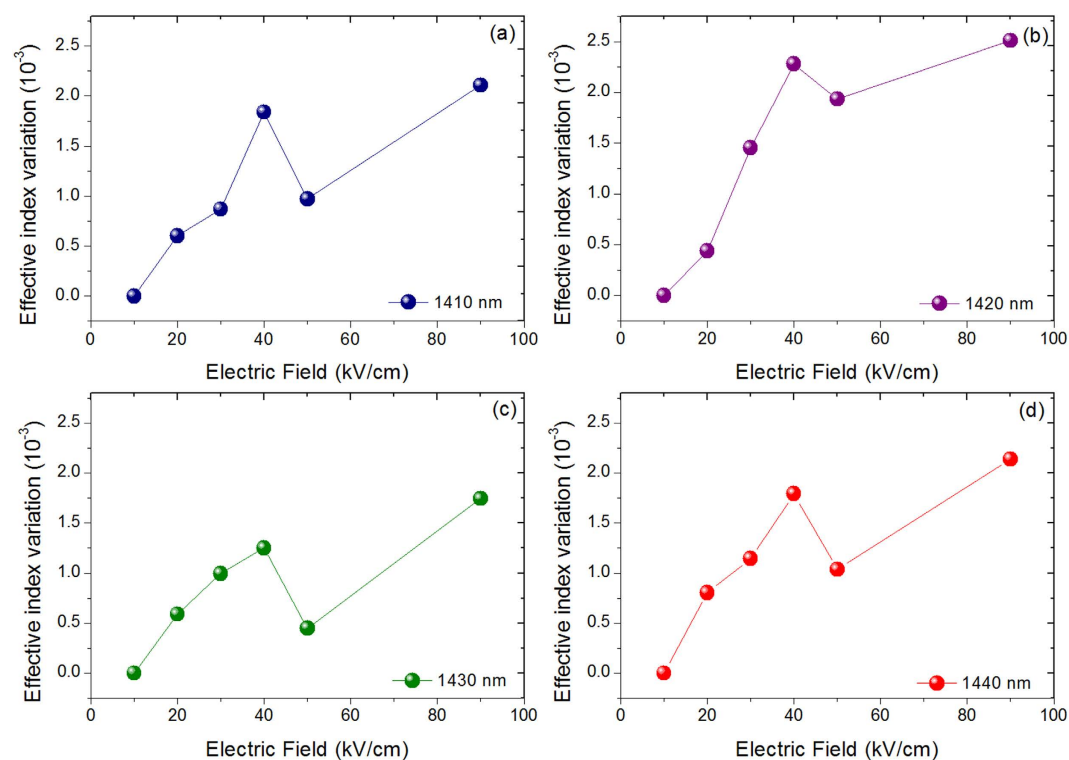 (a)
Effective index variation (10⁻³)
2.5
2.0
1.5
1.0
0.5
0.0
1410 nm
0 20 40 60 80 100
Electric Field (kV/cm)
(b)
Effective index variation (10⁻³)
2.5
2.0
1.5
1.0
0.5
0.0
1420 nm
0 20 40 60 80 100
Electric Field (kV/cm)
(c)
Effective index variation (10⁻³)
2.5
2.0
1.5
1.0
0.5
0.0
1430 nm
0 20 40 60 80 100
Electric Field (kV/cm)
(d)
Effective index variation (10⁻³)
2.5
2.0
1.5
1.0
0.5
0.0
1440 nm
0 20 40 60 80 100
Electric Field (kV/cm)